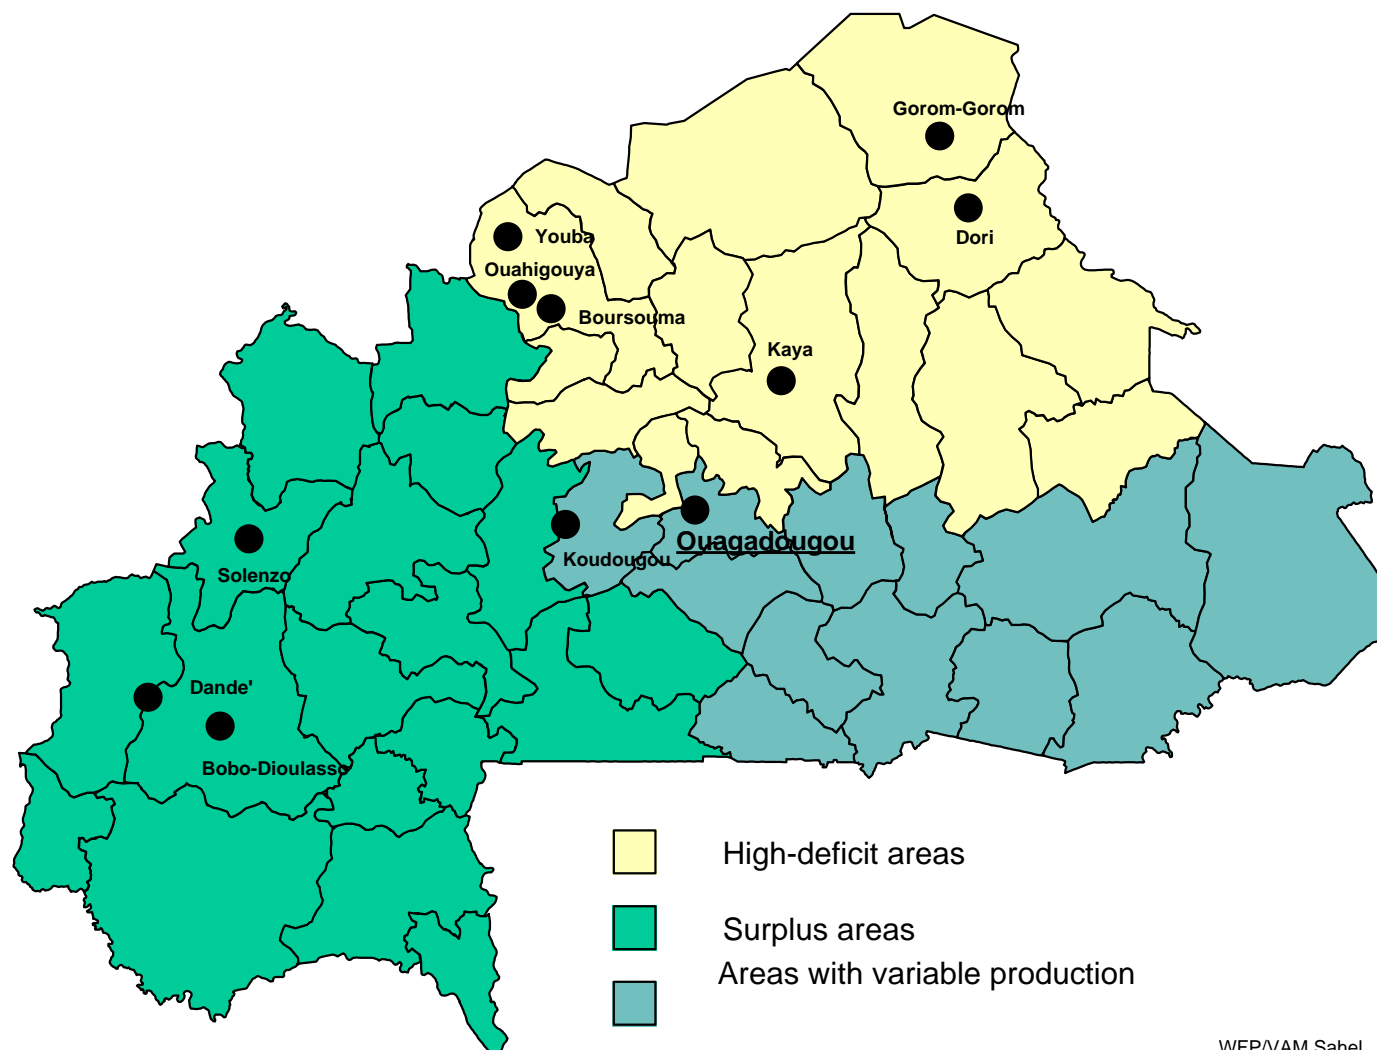 Gorom-Gorom
Dori
Youba
Ouahigouya
Boursouma
Kaya
Ouagadougou
Koudougou
Solenzo
Dande'
Bobo-Dioulasso
High-deficit areas
Surplus areas
Areas with variable production
WFP/VAM Sahel